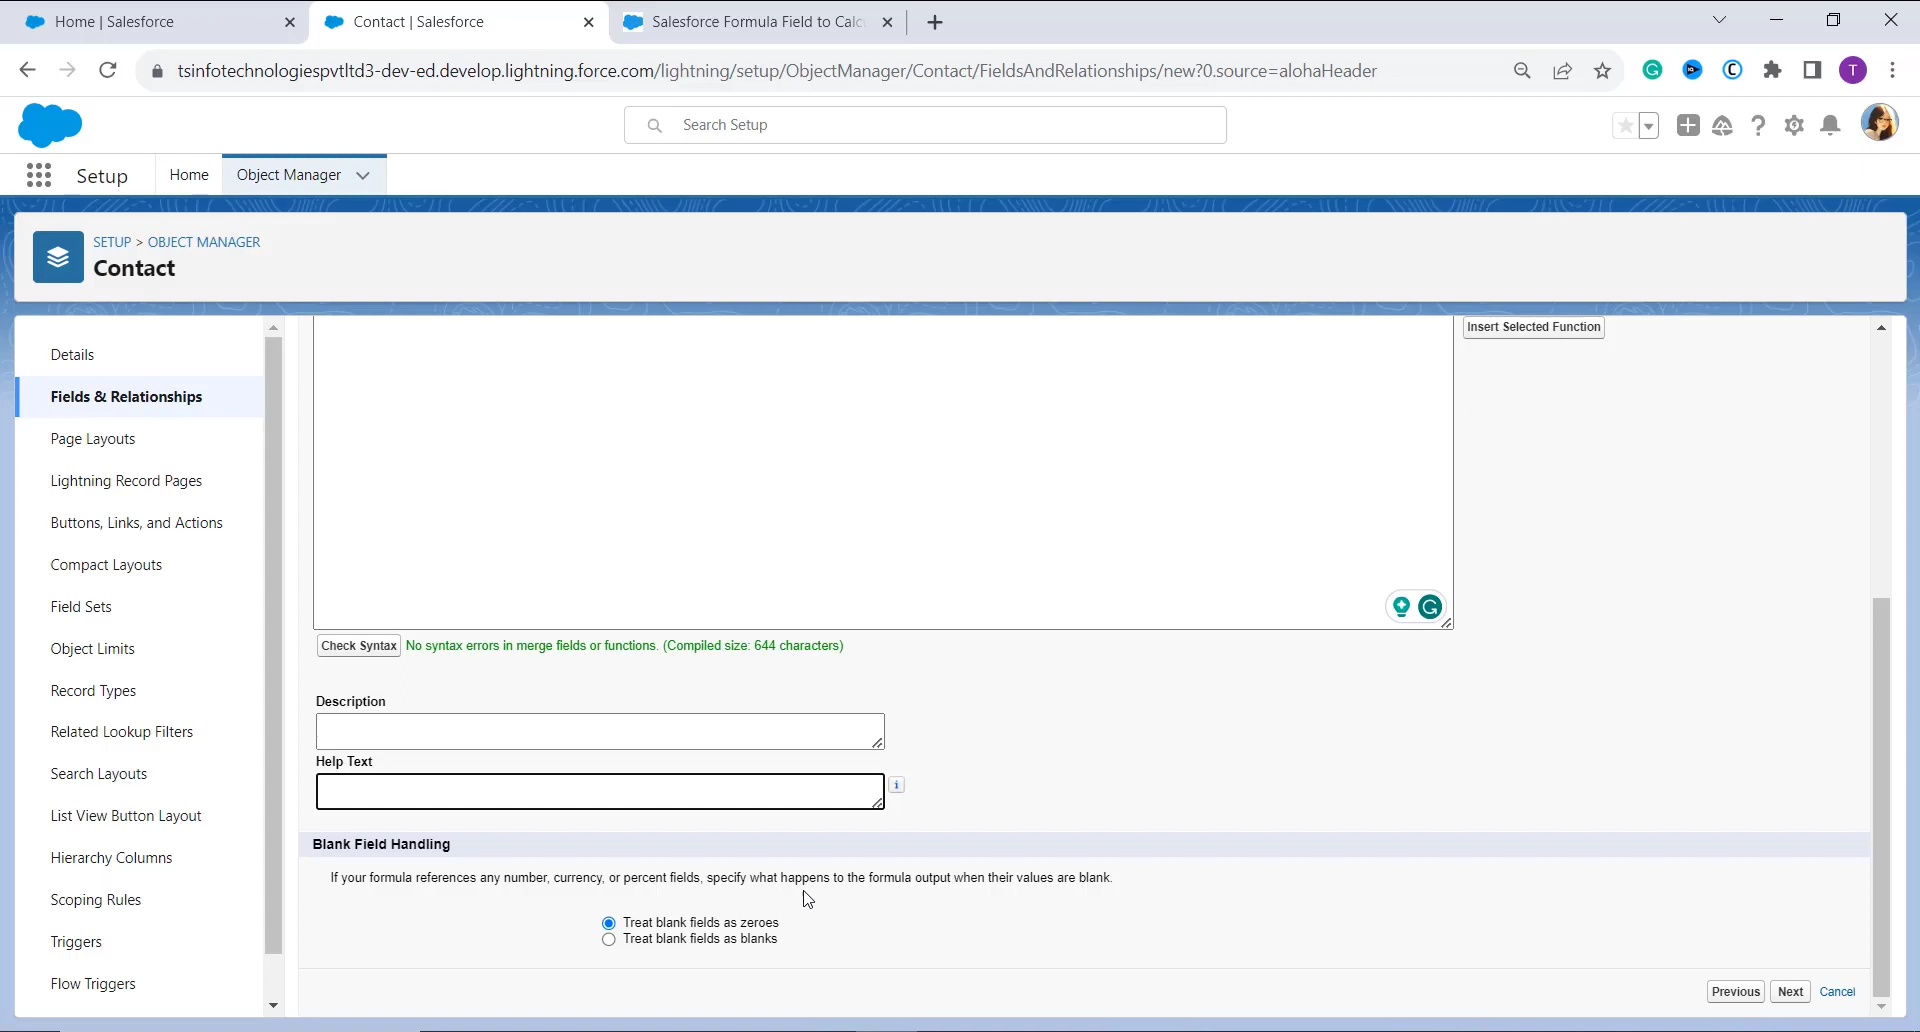 Home | Salesforce
Contact | Salesforce
Salesforce Formula Field to Calc
tsinfotechnologiespvtltd3-dev-ed.develop.lightning.force.com/lightning/setup/ObjectManager/Contact/FieldsAndRelationships/new?0.source=alohaHeader
T
Search Setup
Setup
Home
Object Manager
SETUP > OBJECT MANAGER
Contact
Details
Fields & Relationships
Page Layouts
Lightning Record Pages
Buttons, Links, and Actions
Compact Layouts
Field Sets
Object Limits
Record Types
Related Lookup Filters
Search Layouts
List View Button Layout
Hierarchy Columns
Scoping Rules
Triggers
Flow Triggers
Insert Selected Function
Check Syntax No syntax errors in merge fields or functions. (Compiled size: 644 characters)
Description
Help Text
i
Blank Field Handling
If your formula references any number, currency, or percent fields, specify what happens to the formula output when their values are blank.
Treat blank fields as zeroes
Treat blank fields as blanks
Previous Next Cancel